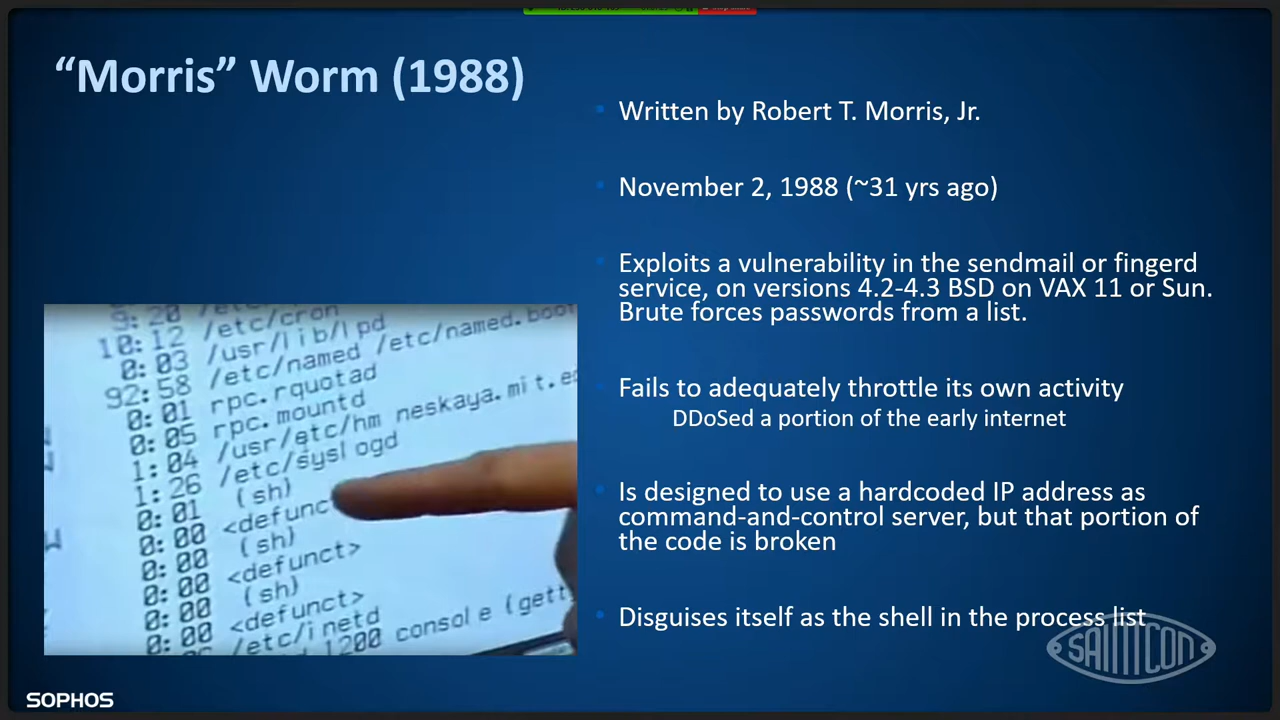 “Morris” Worm (1988)
Written by Robert T. Morris, Jr.
November 2, 1988 (~31 yrs ago)
Exploits a vulnerability in the sendmail or fingerd
service, on versions 4.2-4.3 BSD on VAX 11 or Sun.
Brute forces passwords from a list.
Fails to adequately throttle its own activity
DDoSed a portion of the early internet
Is designed to use a hardcoded IP address as
command-and-control server, but that portion of
the code is broken
Disguises itself as the shell in the process list
9:20
10:12 /etc/cron
0:03 /usr/lib/lpd
92:58 /etc/named /etc/named.boot
0:01 rpc.rquotad
0:05 rpc.mountd
1:04 /usr/etc/hm neskaya.mit.e
1:26 /etc/syslogd
0:01 (sh)
0:00 <defunc
0:00 (sh)
0:00 <defunct>
0:00 (sh)
0:00 <defunct>
/etc/inetd
1200 console (gett
SAINTCON
SOPHOS